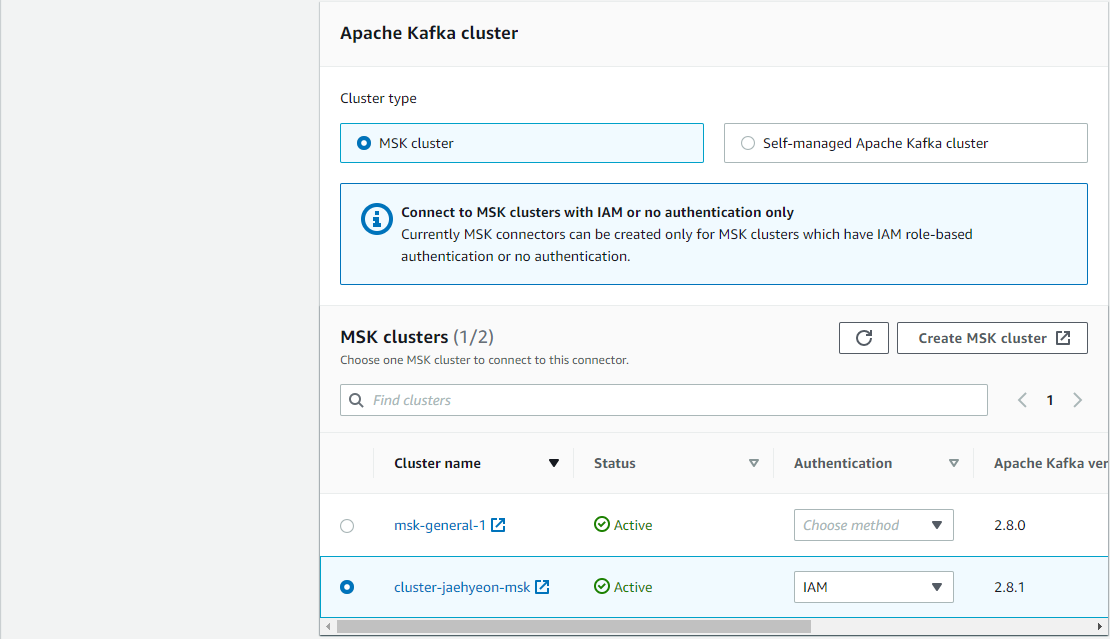 Apache Kafka cluster
Cluster type
MSK cluster
Self-managed Apache Kafka cluster
Connect to MSK clusters with IAM or no authentication only
Currently MSK connectors can be created only for MSK clusters which have IAM role-based
authentication or no authentication.
MSK clusters (1/2)
Create MSK cluster
Choose one MSK cluster to connect to this connector.
Find clusters
1
Cluster name Status Authentication Apache Kafka ver
msk-general-1 Active Choose method 2.8.0
cluster-jaehyeon-msk Active IAM 2.8.1